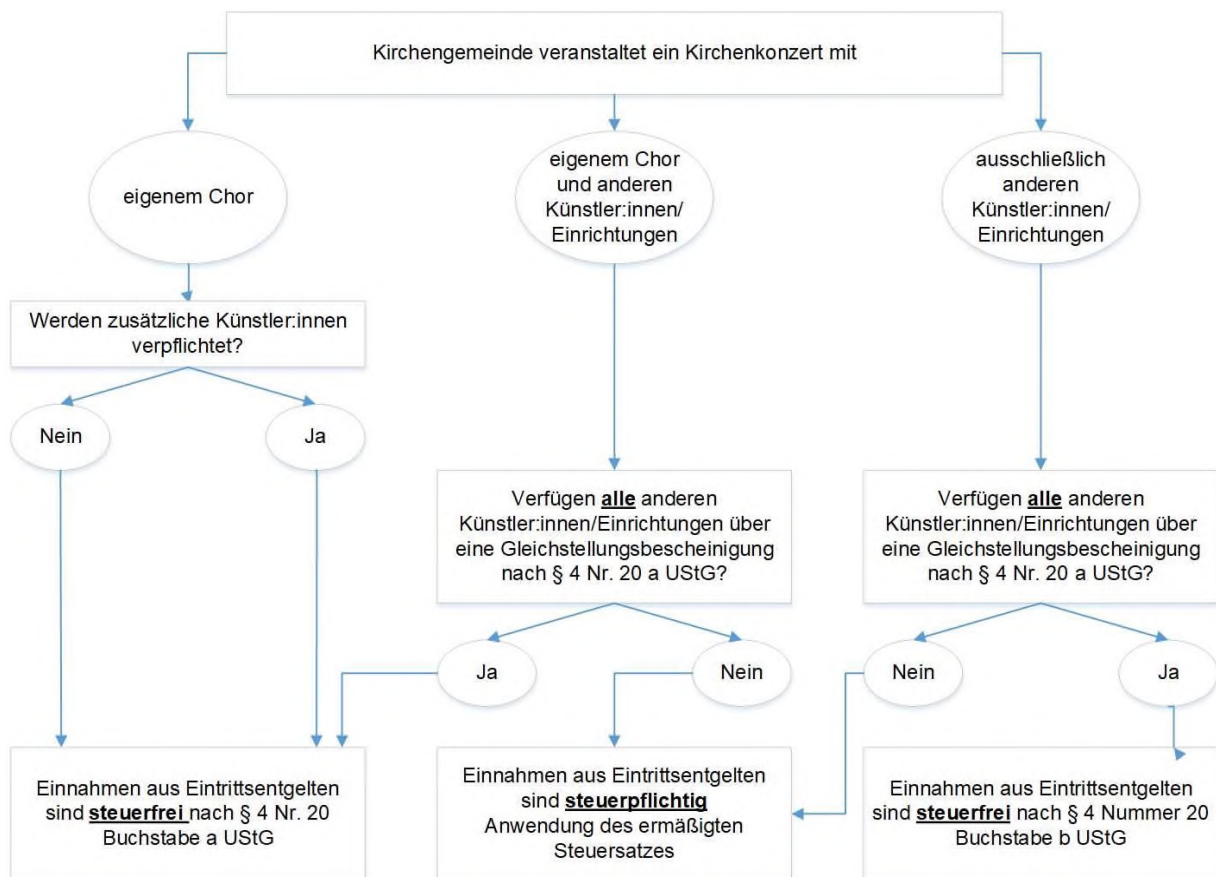 Kirchengemeinde veranstaltet ein Kirchenkonzert mit
eigenem Chor
eigenem Chor
und anderen
Künstler:innen/
Einrichtungen
ausschließlich
anderen
Künstler:innen/
Einrichtungen
Werden zusätzliche Künstler:innen
verpflichtet?
Nein
Ja
Verfügen alle anderen
Künstler:innen/Einrichtungen über
eine Gleichstellungsbescheinigung
nach § 4 Nr. 20 a UStG?
Verfügen alle anderen
Künstler:innen/Einrichtungen über
eine Gleichstellungsbescheinigung
nach § 4 Nr. 20 a UStG?
Ja
Nein
Nein
Ja
Einnahmen aus Eintrittsentgelten
sind steuerfrei nach § 4 Nr. 20
Buchstabe a UStG
Einnahmen aus Eintrittsentgelten
sind steuerpflichtig
Anwendung des ermäßigten
Steuersatzes
Einnahmen aus Eintrittsentgelten
sind steuerfrei nach § 4 Nummer 20
Buchstabe b UStG